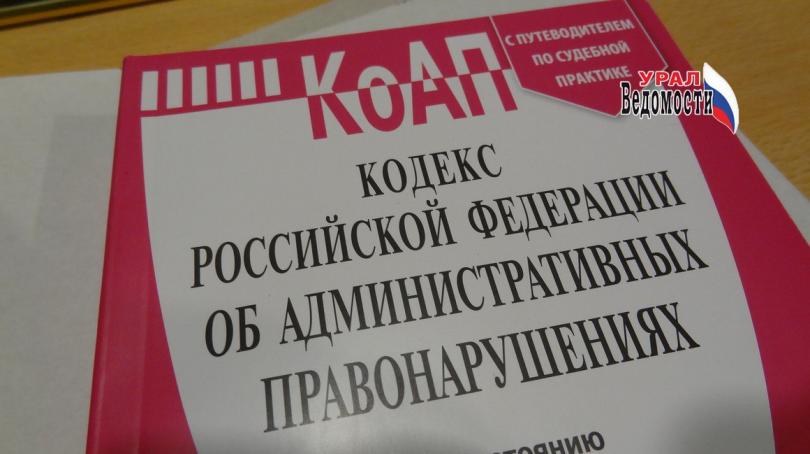 КоАП
С ПУТЕВОДИТЕЛЕМ
ПО СУДЕБНОЙ
ПРАКТИКЕ
УРАЛ
Ведомости
КОДЕКС
РОССИЙСКОЙ ФЕДЕРАЦИИ
ОБ АДМИНИСТРАТИВНЫХ
ПРАВОНАРУШЕНИЯХ